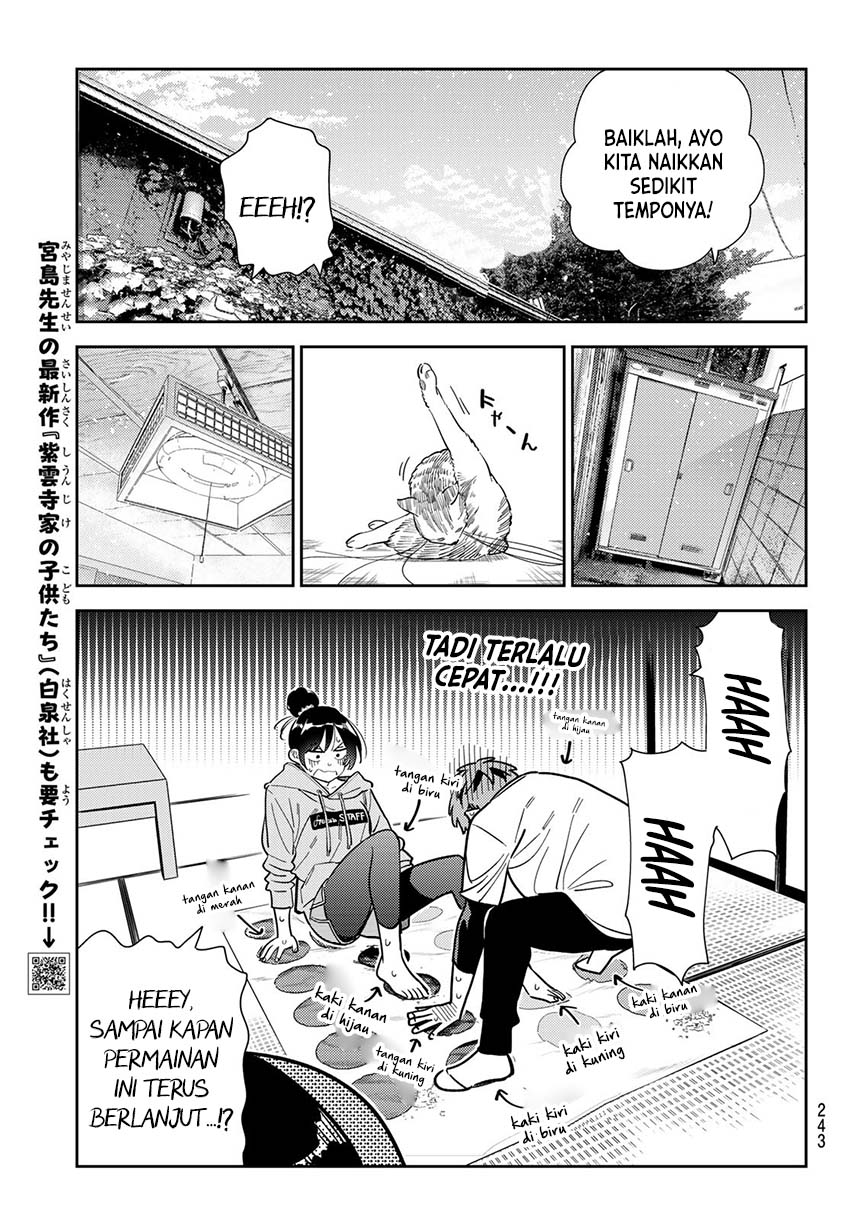 BAIKLAH, AYO
KITA NAIKKAN
SEDIKIT
TEMPONYA!
EEEH!?
にゃーん
TADI TERLALU
CEPAT...!!!
HAAH
HAAH
tangan kanan
di hijau
tangan kiri
di biru
STAFF
tangan kanan
di merah
kaki kanan
di hijau
tangan kiri
di kuning
kaki kanan
di biru
kaki kiri
di kuning
kaki kiri
di biru
HEEEY,
SAMPAI KAPAN
PERMAINAN
INI TERUS
BERLANJUT...!?
宮島先生の最新作『紫雲寺家の子供たち』(白泉社)も要チェック!!→
みやじませんせい さいしんさく しうんじけ こども はくせんしゃ よう
243